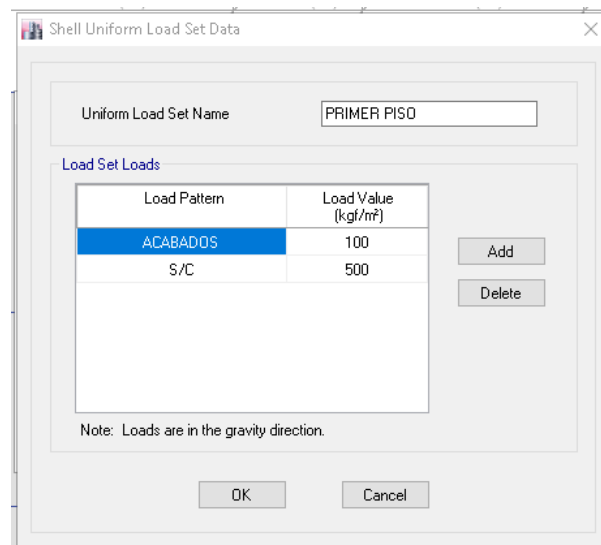 Shell Uniform Load Set Data
Uniform Load Set Name
PRIMER PISO
Load Set Loads
Load Pattern
Load Value
(kgf/m²)
ACABADOS
100
S/C
500
Add
Delete
Note: Loads are in the gravity direction.
OK
Cancel